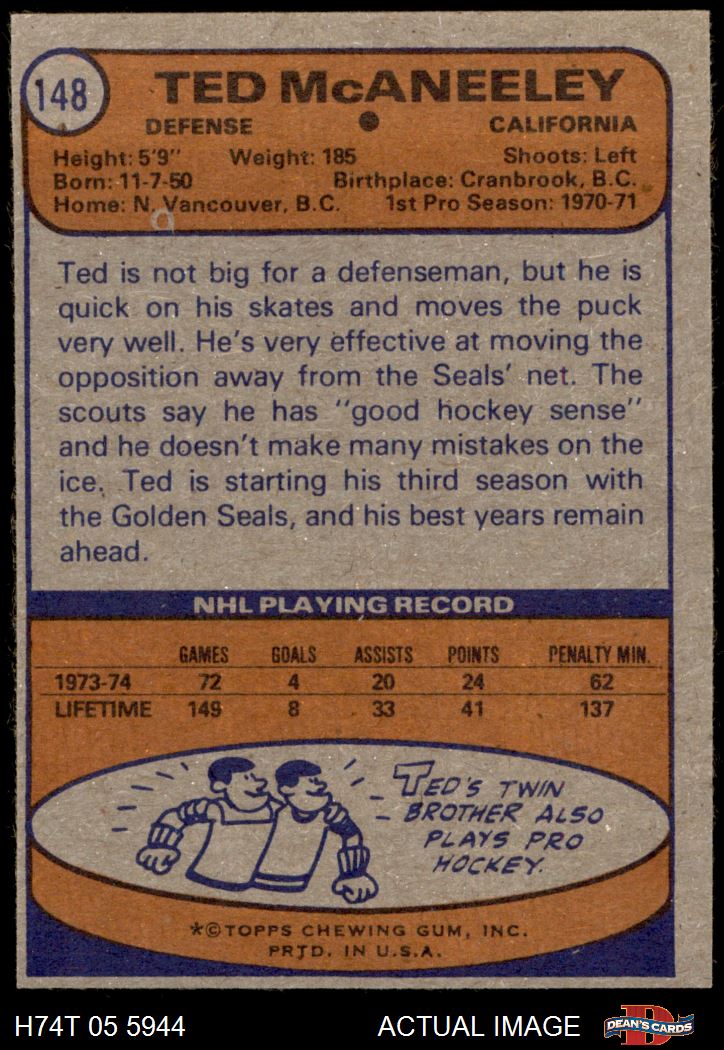 148
TED McANEELEY
DEFENSE CALIFORNIA
Height: 5'9" Weight: 185 Shoots: Left
Born: 11-7-50 Birthplace: Cranbrook, B.C.
Home: N. Vancouver, B.C. 1st Pro Season: 1970-71
Ted is not big for a defenseman, but he is
quick on his skates and moves the puck
very well. He's very effective at moving the
opposition away from the Seals' net. The
scouts say he has "good hockey sense"
and he doesn't make many mistakes on the
ice. Ted is starting his third season with
the Golden Seals, and his best years remain
ahead.
NHL PLAYING RECORD
GAMES GOALS ASSISTS POINTS PENALTY MIN.
1973-74 72 4 20 24 62
LIFETIME 149 8 33 41 137
TED'S TWIN
BROTHER ALSO
PLAYS PRO
HOCKEY.
*©TOPPS CHEWING GUM, INC.
PRTD. IN U.S.A.
H74T 05 5944 ACTUAL IMAGE DEAN'S CARDS